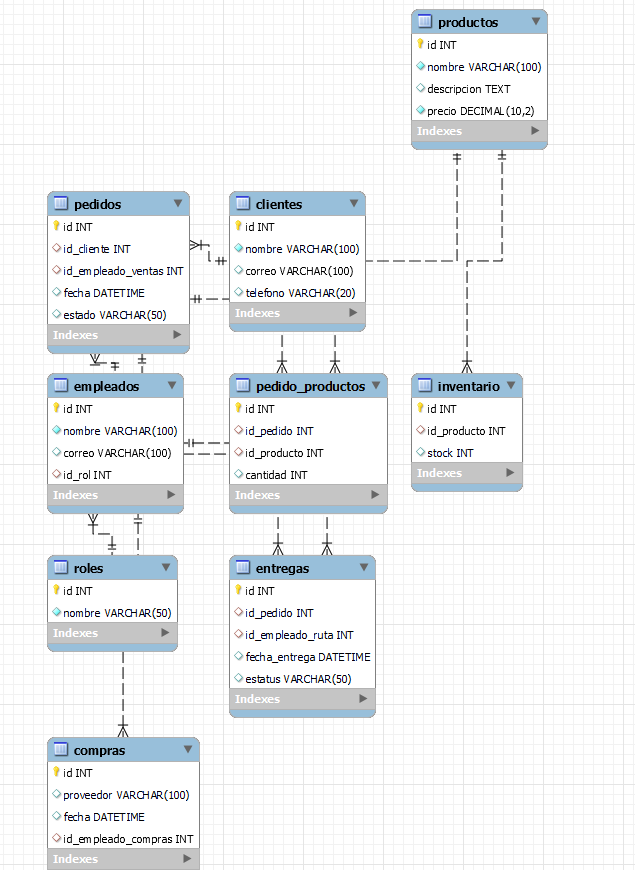 productos
id INT
nombre VARCHAR(100)
descripcion TEXT
precio DECIMAL(10,2)
Indexes
pedidos
id INT
id_cliente INT
id_empleado_ventas INT
fecha DATETIME
estado VARCHAR(50)
Indexes
clientes
id INT
nombre VARCHAR(100)
correo VARCHAR(100)
telefono VARCHAR(20)
Indexes
empleados
id INT
nombre VARCHAR(100)
correo VARCHAR(100)
id_rol INT
Indexes
pedido_productos
id INT
id_pedido INT
id_producto INT
cantidad INT
Indexes
inventario
id INT
id_producto INT
stock INT
Indexes
roles
id INT
nombre VARCHAR(50)
Indexes
entregas
id INT
id_pedido INT
id_empleado_ruta INT
fecha_entrega DATETIME
estatus VARCHAR(50)
Indexes
compras
id INT
proveedor VARCHAR(100)
fecha DATETIME
id_empleado_compras INT
Indexes